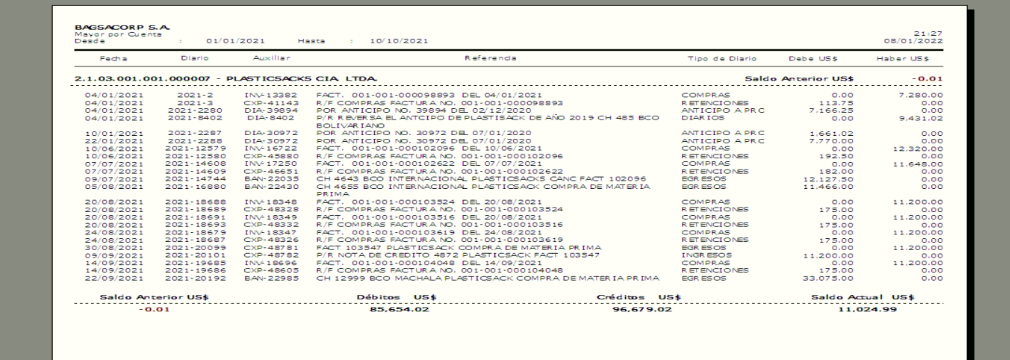 BAGSACORP S.A.
Mayor por Cuenta 21:27
Desde : 01/01/2021 Hasta : 10/10/2021 08/01/2022
Fecha Diario Auxiliar Referencia Tipo de Diario Debe US$ Haber US$
2.1.03.001.001.000007 - PLASTICSACKS CIA. LTDA. Saldo Anterior US$ -0.01
04/01/2021 2021-2 INV-13382 FACT. 001-001-000098893 DEL 04/01/2021 COMPRAS 0.00 7,280.00
04/01/2021 2021-3 CXP-41143 R/F COMPRAS FACTURA NO. 001-001-000098893 RETENCIONES 113.75 0.00
04/01/2021 2021-2280 DIA-39894 POR ANTICIPO NO. 39894 DEL 02/12/2020 ANTICIPO A PRC 7,166.25 0.00
04/01/2021 2021-8402 DIA-8402 P/R REVERSA EL ANTCIPO DE PLASTISACK DE AÑO 2019 CH 485 BCO DIARIOS 0.00 9,431.02
BOLIVARIANO
10/01/2021 2021-2287 DIA-30972 POR ANTICIPO NO. 30972 DEL 07/01/2020 ANTICIPO A PRC 1,661.02 0.00
22/01/2021 2021-2288 DIA-30972 POR ANTICIPO NO. 30972 DEL 07/01/2020 ANTICIPO A PRC 7,770.00 0.00
10/06/2021 2021-12579 INV-16772 FACT. 001-001-000102096 DEL 10/06/2021 COMPRAS 0.00 12,320.00
10/06/2021 2021-12580 CXP-45880 R/F COMPRAS FACTURA NO. 001-001-000102096 RETENCIONES 192.50 0.00
07/07/2021 2021-14608 INV-17250 FACT. 001-001-000102622 DEL 07/07/2021 COMPRAS 0.00 11,648.00
07/07/2021 2021-14609 CXP-46651 R/F COMPRAS FACTURA NO. 001-001-000102622 RETENCIONES 182.00 0.00
09/07/2021 2021-14744 BAN-22035 CH 4643 BCO INTERNACIONAL PLASTICSACKS CANC FACT 102096 EGRESOS 12,127.50 0.00
05/08/2021 2021-16880 BAN-22430 CH 4655 BCO INTERNACIONAL PLASTICSACK COMPRA DE MATERIA EGRESOS 11,466.00 0.00
PRIMA
20/08/2021 2021-18688 INV-18348 FACT. 001-001-000103524 DEL 20/08/2021 COMPRAS 0.00 11,200.00
20/08/2021 2021-18689 CXP-48328 R/F COMPRAS FACTURA NO. 001-001-000103524 RETENCIONES 175.00 0.00
20/08/2021 2021-18691 INV-18349 FACT. 001-001-000103516 DEL 20/08/2021 COMPRAS 0.00 11,200.00
20/08/2021 2021-18693 CXP-48332 R/F COMPRAS FACTURA NO. 001-001-000103516 RETENCIONES 175.00 0.00
24/08/2021 2021-18679 INV-18347 FACT. 001-001-000103619 DEL 24/08/2021 COMPRAS 0.00 11,200.00
24/08/2021 2021-18687 CXP-48326 R/F COMPRAS FACTURA NO. 001-001-000103619 RETENCIONES 175.00 0.00
30/08/2021 2021-20099 CXP-48781 FACT 103547 PLASTICSACK COMPRA DE MATERIA PRIMA EGRESOS 0.00 11,200.00
09/09/2021 2021-20101 CXP-48782 P/R NOTA DE CREDITO 4872 PLASTICSACK FACT 103547 INGRESOS 11,200.00 0.00
14/09/2021 2021-19685 INV-18696 FACT. 001-001-000104048 DEL 14/09/2021 COMPRAS 0.00 11,200.00
14/09/2021 2021-19686 CXP-48605 R/F COMPRAS FACTURA NO. 001-001-000104048 RETENCIONES 175.00 0.00
22/09/2021 2021-20192 BAN-22985 CH 12999 BCO MACHALA PLASTICSACK COMPRA DE MATERIA PRIMA EGRESOS 33,075.00 0.00
Saldo Anterior US$ Débitos US$ Créditos US$ Saldo Actual US$
-0.01 85,654.02 96,679.02 11,024.99